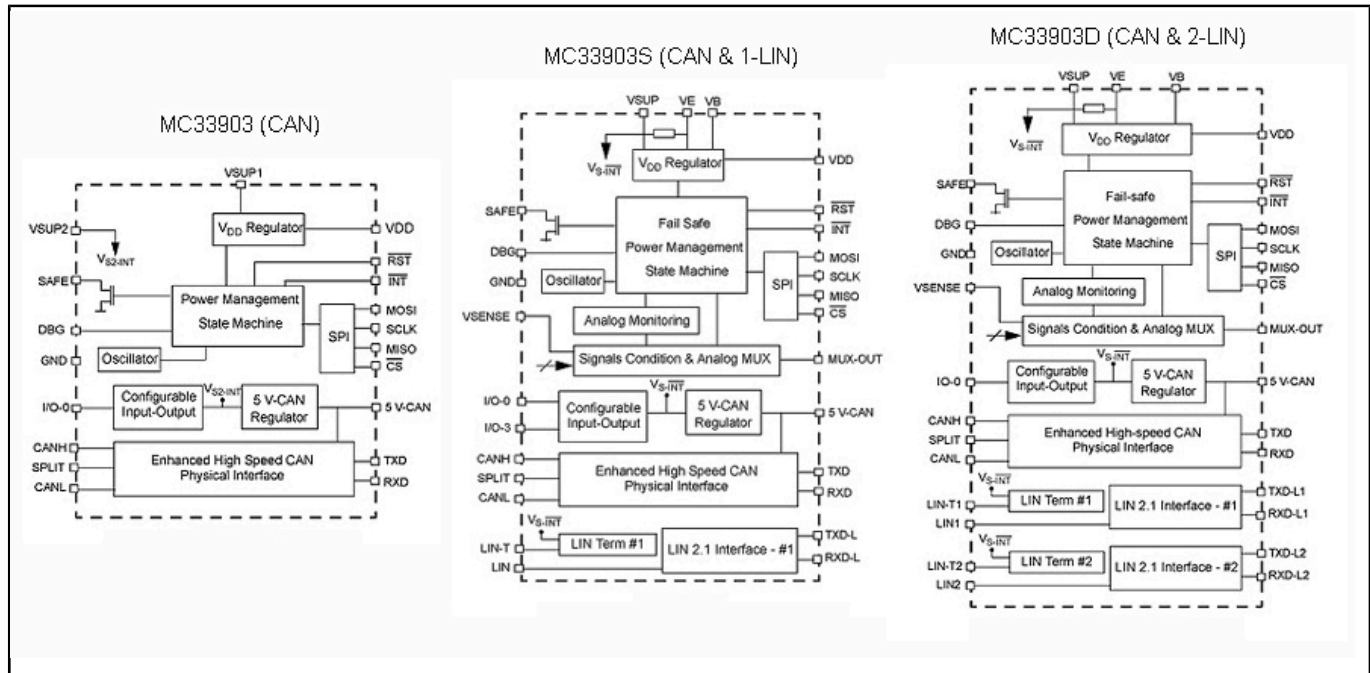 MC33903 (CAN)
VSUP1
VSUP2
VS2-INT
VDD Regulator
VDD
RST
INT
SAFE
Power Management
State Machine
SPI
MOSI
SCLK
MISO
CS
DBG
GND
Oscillator
I/O-0
Configurable
Input-Output
VS2-INT
5 V-CAN
Regulator
5 V-CAN
CANH
SPLIT
CANL
Enhanced High Speed CAN
Physical Interface
TXD
RXD
MC33903S (CAN & 1-LIN)
VSUP
VE
VB
VS-INT
VDD Regulator
VDD
SAFE
Fail Safe
Power Management
State Machine
RST
INT
DBG
GND
Oscillator
SPI
MOSI
SCLK
MISO
CS
VSENSE
Analog Monitoring
Signals Condition & Analog MUX
MUX-OUT
I/O-0
I/O-3
Configurable
Input-Output
VS-INT
5 V-CAN
Regulator
5 V-CAN
CANH
SPLIT
CANL
Enhanced High Speed CAN
Physical Interface
TXD
RXD
VS-INT
LIN-T
LIN
LIN Term #1
LIN 2.1 Interface - #1
TXD-L
RXD-L
MC33903D (CAN & 2-LIN)
VSUP
VE
VB
VS-INT
VDD Regulator
VDD
SAFE
Fail-safe
Power Management
State Machine
RST
INT
DBG
GND
Oscillator
SPI
MOSI
SCLK
MISO
CS
VSENSE
Analog Monitoring
Signals Condition & Analog MUX
MUX-OUT
IO-0
Configurable
Input-Output
VS-INT
5 V-CAN
Regulator
5 V-CAN
CANH
SPLIT
CANL
Enhanced High-speed CAN
Physical Interface
TXD
RXD
VS-INT
LIN-T1
LIN1
LIN Term #1
LIN 2.1 Interface - #1
TXD-L1
RXD-L1
VS-INT
LIN-T2
LIN2
LIN Term #2
LIN 2.1 Interface - #2
TXD-L2
RXD-L2